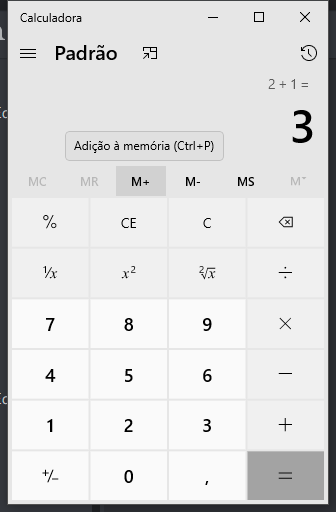 Calculadora
Padrão
2 + 1 =
3
Adição à memória (Ctrl+P)
MC MR M+ M- MS M˅
% CE C
¹/x x² ²√x ÷
7 8 9 ×
4 5 6 −
1 2 3 +
+/− 0 , =